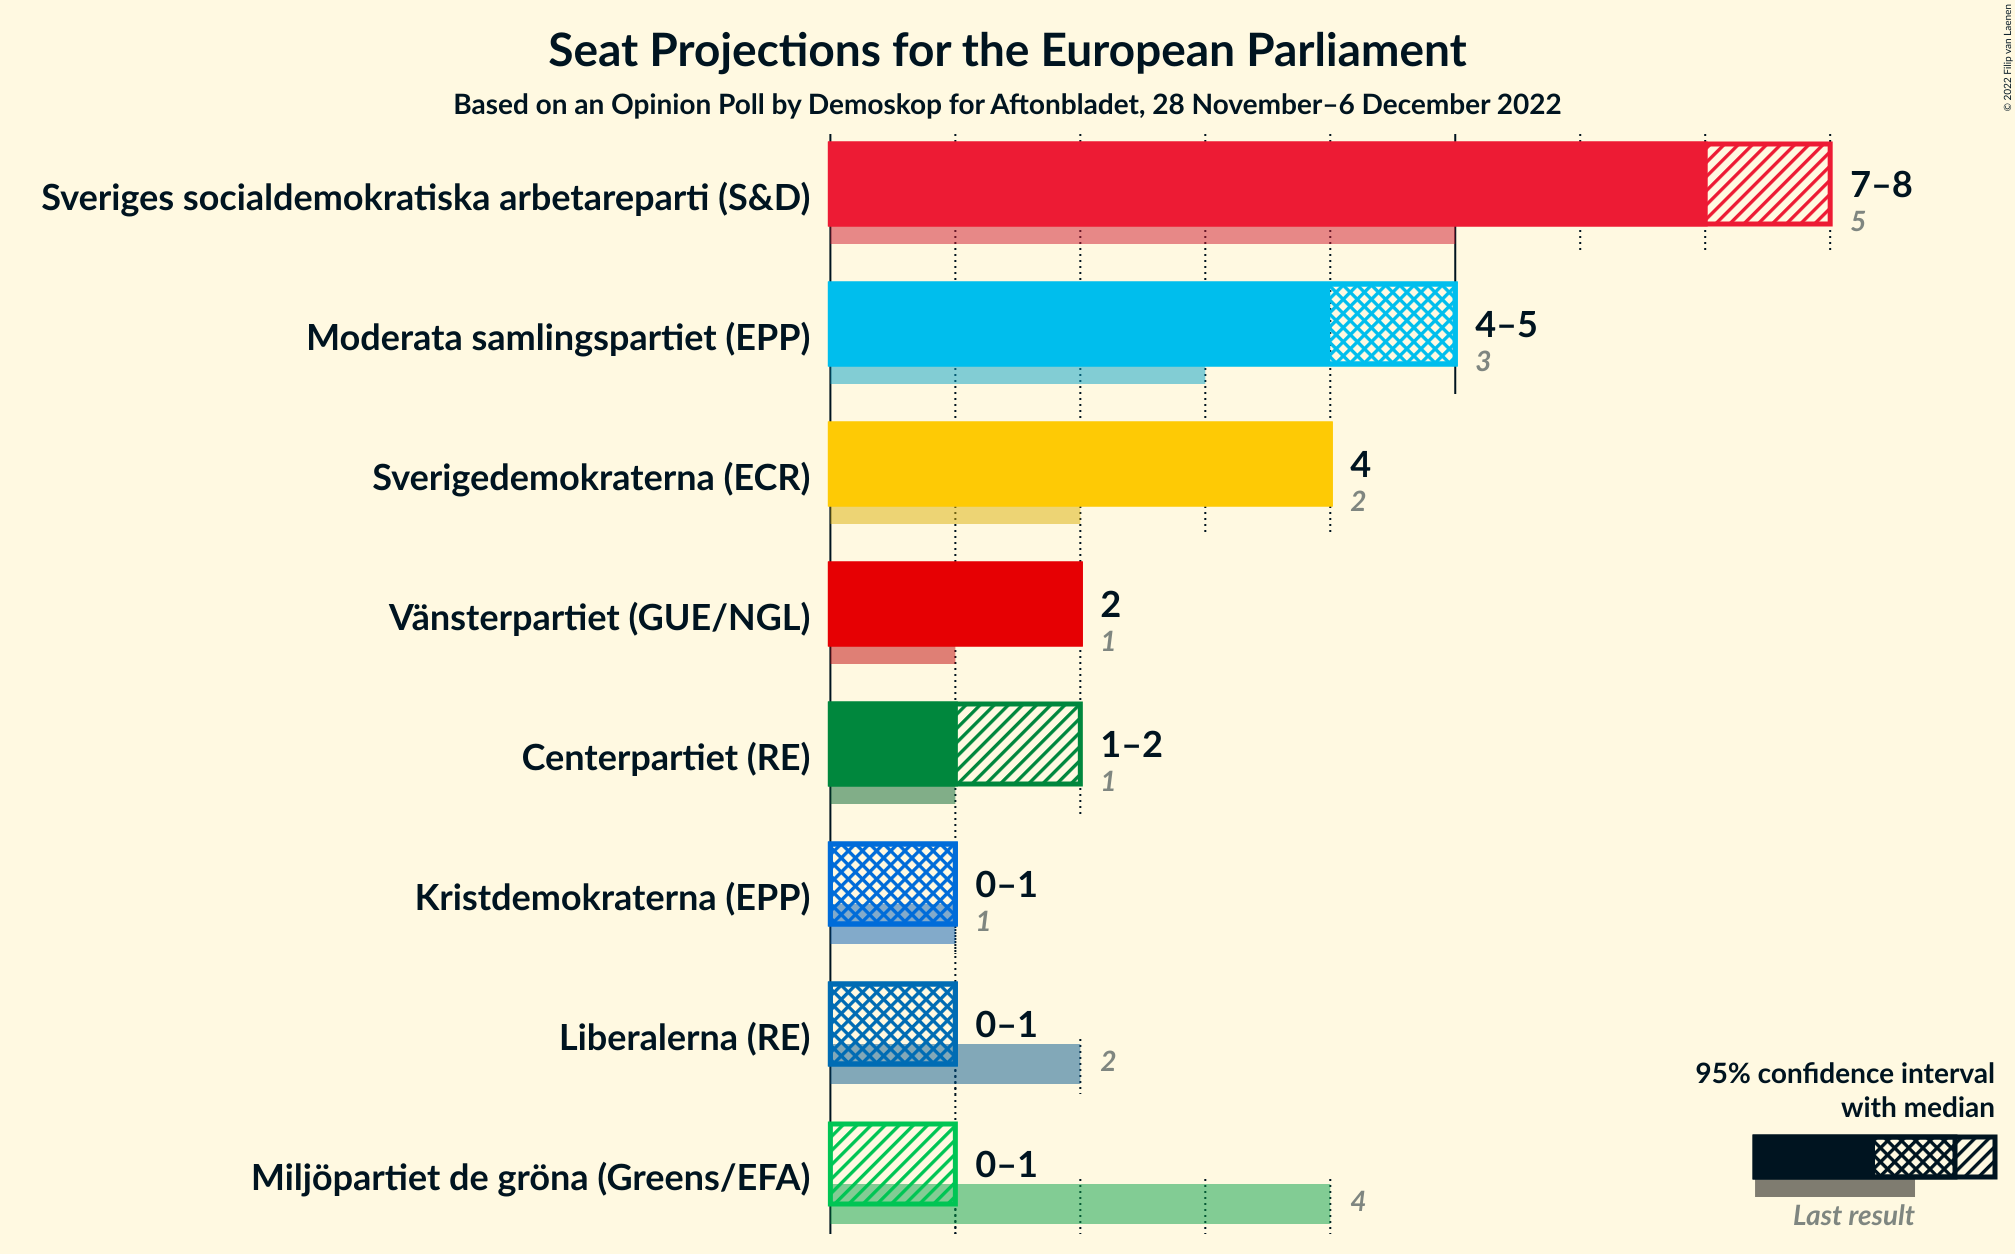 Seat Projections for the European Parliament
Based on an Opinion Poll by Demoskop for Aftonbladet, 28 November–6 December 2022
© 2022 Filip van Laenen
Sveriges socialdemokratiska arbetareparti (S&D)
7–8
5
Moderata samlingspartiet (EPP)
4–5
3
Sverigedemokraterna (ECR)
4
2
Vänsterpartiet (GUE/NGL)
2
1
Centerpartiet (RE)
1–2
1
Kristdemokraterna (EPP)
0–1
1
Liberalerna (RE)
0–1
2
Miljöpartiet de gröna (Greens/EFA)
0–1
4
95% confidence interval
with median
Last result